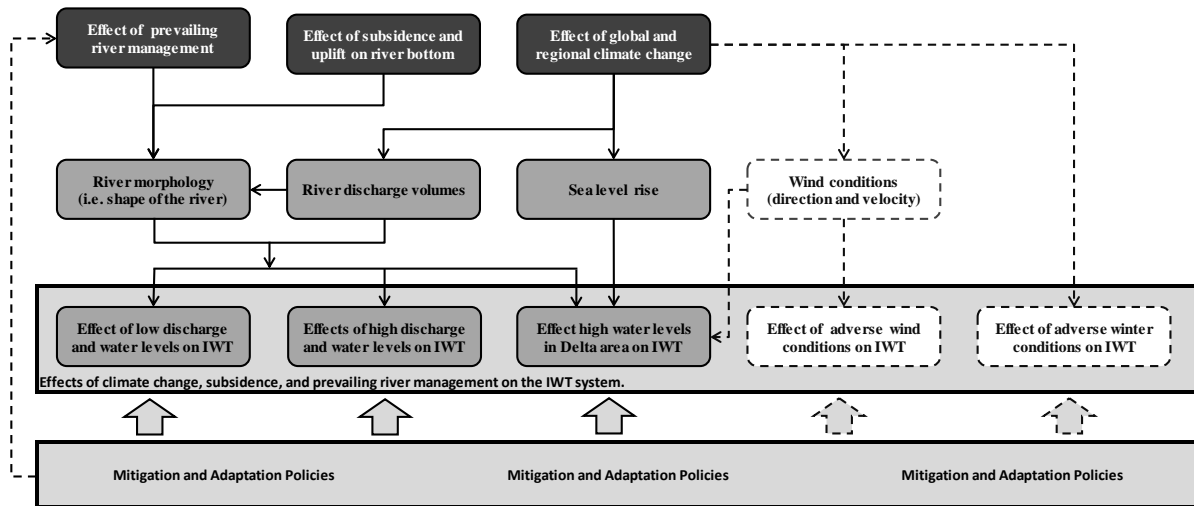 Effect of prevailing
river management
Effect of subsidence and
uplift on river bottom
Effect of global and
regional climate change
River morphology
(i.e. shape of the river)
River discharge volumes
Sea level rise
Wind conditions
(direction and velocity)
Effect of low discharge
and water levels on IWT
Effects of high discharge
and water levels on IWT
Effect high water levels
in Delta area on IWT
Effect of adverse wind
conditions on IWT
Effect of adverse winter
conditions on IWT
Effects of climate change, subsidence, and prevailing river management on the IWT system.
Mitigation and Adaptation Policies
Mitigation and Adaptation Policies
Mitigation and Adaptation Policies